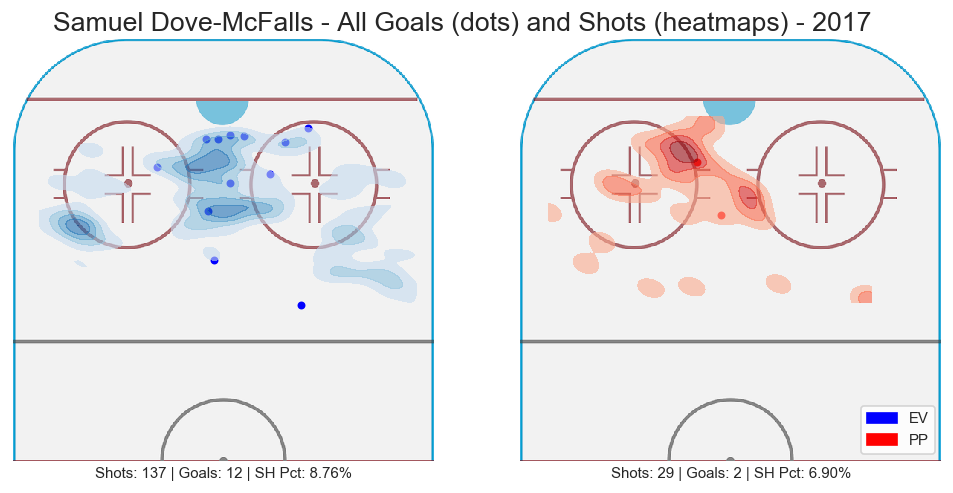 Samuel Dove-McFalls - All Goals (dots) and Shots (heatmaps) - 2017
EV
PP
Shots: 137 | Goals: 12 | SH Pct: 8.76%
Shots: 29 | Goals: 2 | SH Pct: 6.90%